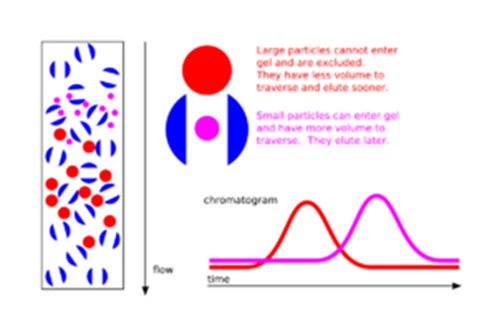 Large particles cannot enter
gel and are excluded.
They have less volume to
traverse and elute sooner.
Small particles can enter gel
and have more volume to
traverse. They elute later.
chromatogram
flow
time